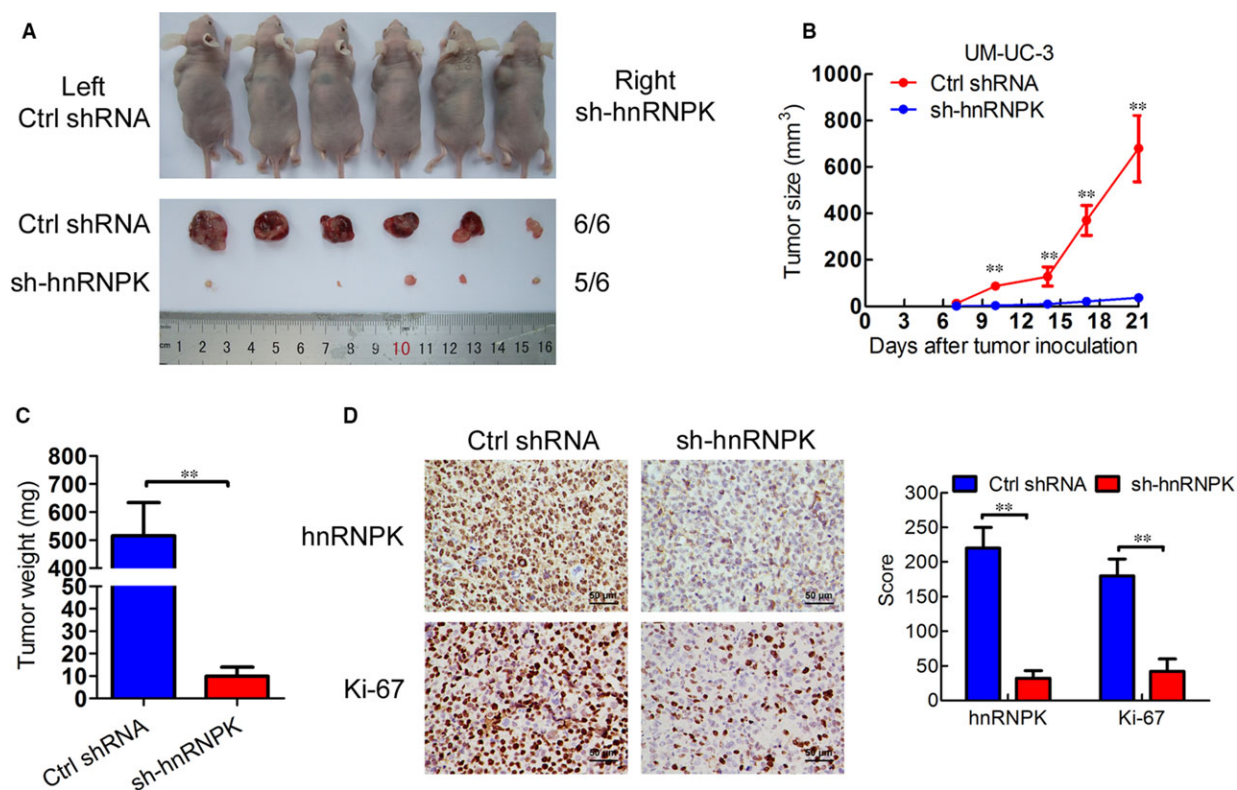 A
Left
Ctrl shRNA
Right
sh-hnRNPK
Ctrl shRNA
6/6
sh-hnRNPK
5/6
cm 1 2 3 4 5 6 7 8 9 10 11 12 13 14 15 16
B
UM-UC-3
Ctrl shRNA
sh-hnRNPK
Tumor size (mm³)
1000
800
600
400
200
0
**
**
**
**
0 3 6 9 12 15 18 21
Days after tumor inoculation
C
Tumor weight (mg)
800
700
600
500
400
50
40
30
20
10
0
**
Ctrl shRNA
sh-hnRNPK
D
Ctrl shRNA
sh-hnRNPK
hnRNPK
50 μm
50 μm
Ki-67
50 μm
50 μm
Ctrl shRNA
sh-hnRNPK
Score
300
250
200
150
100
50
0
**
**
hnRNPK
Ki-67